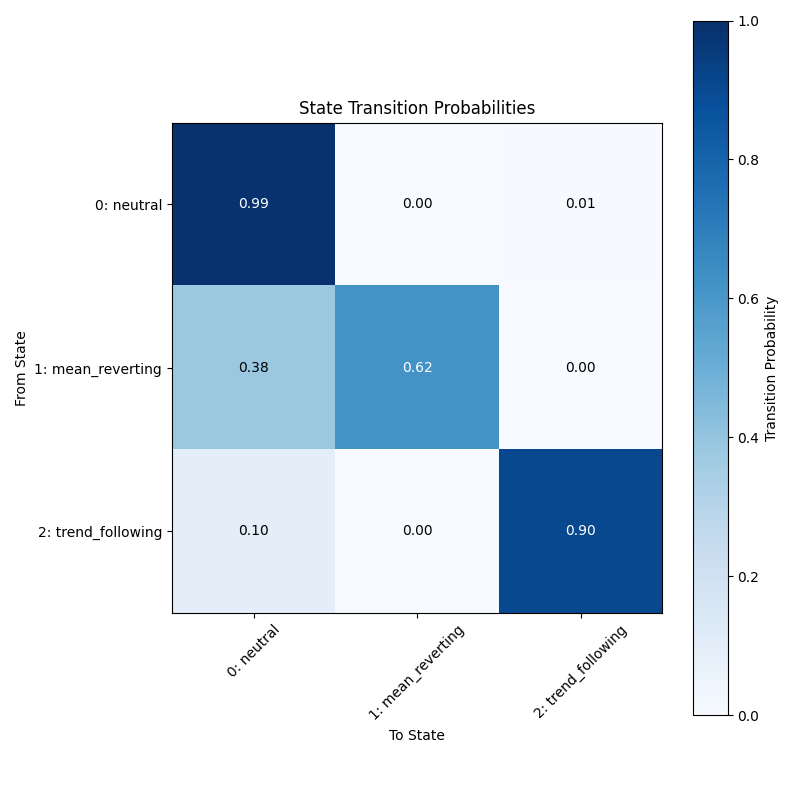 State Transition Probabilities
1.0
0.8
0.6
0.4
0.2
0.0
Transition Probability
From State
0: neutral
0.99
0.00
0.01
1: mean_reverting
0.38
0.62
0.00
2: trend_following
0.10
0.00
0.90
0: neutral
1: mean_reverting
2: trend_following
To State